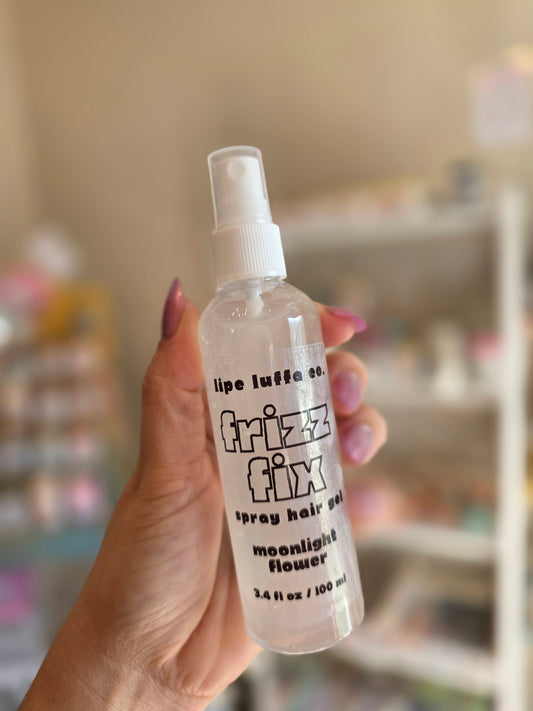 lipe luffa co.
frizz
fix
spray hair gel
moonlight
flower
3.4 fl oz / 100 ml